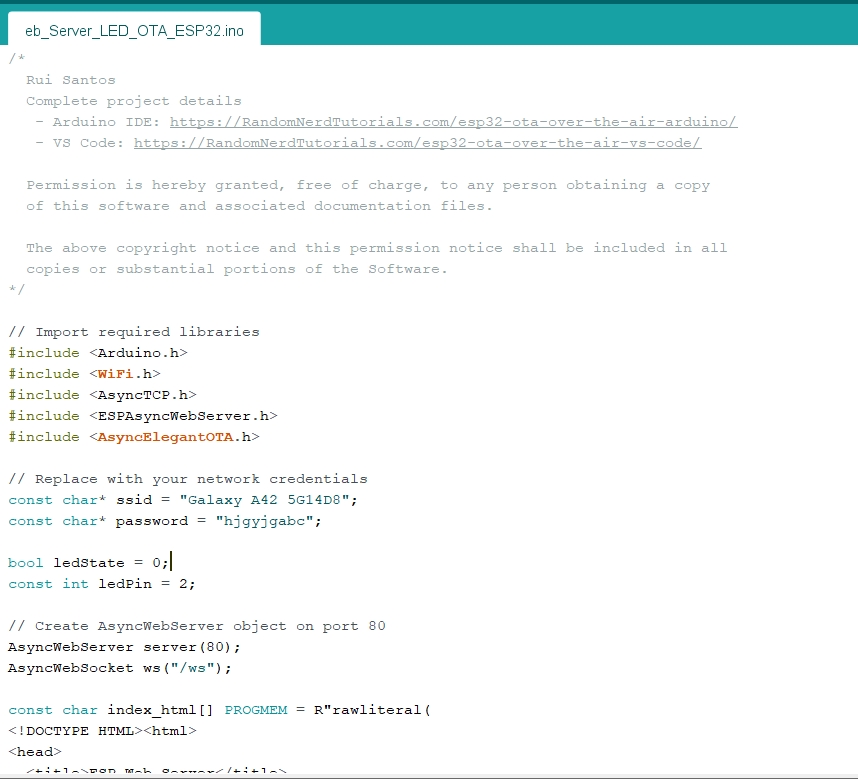 eb_Server_LED_OTA_ESP32.ino
/*
  Rui Santos
  Complete project details
   - Arduino IDE: https://RandomNerdTutorials.com/esp32-ota-over-the-air-arduino/
   - VS Code: https://RandomNerdTutorials.com/esp32-ota-over-the-air-vs-code/

  Permission is hereby granted, free of charge, to any person obtaining a copy
  of this software and associated documentation files.

  The above copyright notice and this permission notice shall be included in all
  copies or substantial portions of the Software.
*/

// Import required libraries
#include <Arduino.h>
#include <WiFi.h>
#include <AsyncTCP.h>
#include <ESPAsyncWebServer.h>
#include <AsyncElegantOTA.h>

// Replace with your network credentials
const char* ssid = "Galaxy A42 5G14D8";
const char* password = "hjgyjgabc";

bool ledState = 0;
const int ledPin = 2;

// Create AsyncWebServer object on port 80
AsyncWebServer server(80);
AsyncWebSocket ws("/ws");

const char index_html[] PROGMEM = R"rawliteral(
<!DOCTYPE HTML><html>
<head>
  <title>ESP Web Server</title>